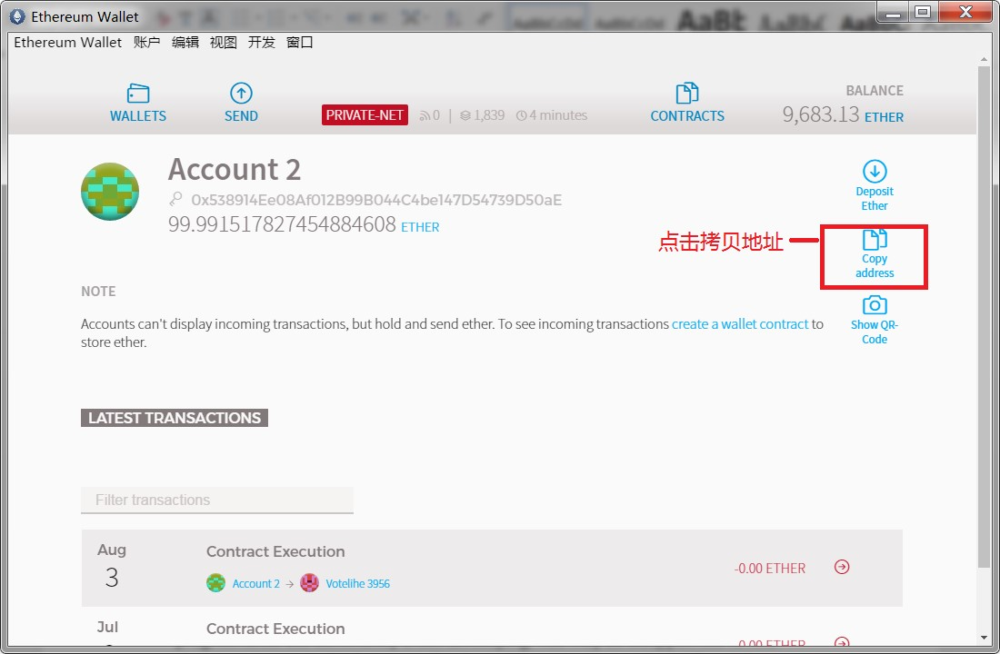 Ethereum Wallet
Ethereum Wallet 账户 编辑 视图 开发 窗口
WALLETS
SEND
PRIVATE-NET 0 | 1,839 4 minutes
CONTRACTS
BALANCE
9,683.13 ETHER
Account 2
0x538914Ee08Af012B99B044C4be147D54739D50aE
99.991517827454884608 ETHER
Deposit
Ether
点击拷贝地址
Copy
address
Show QR-
Code
NOTE
Accounts can't display incoming transactions, but hold and send ether. To see incoming transactions create a wallet contract to
store ether.
LATEST TRANSACTIONS
Filter transactions
Aug
3
Contract Execution
Account 2 → Votelihe 3956
-0.00 ETHER
Jul
Contract Execution
-0.00 ETHER